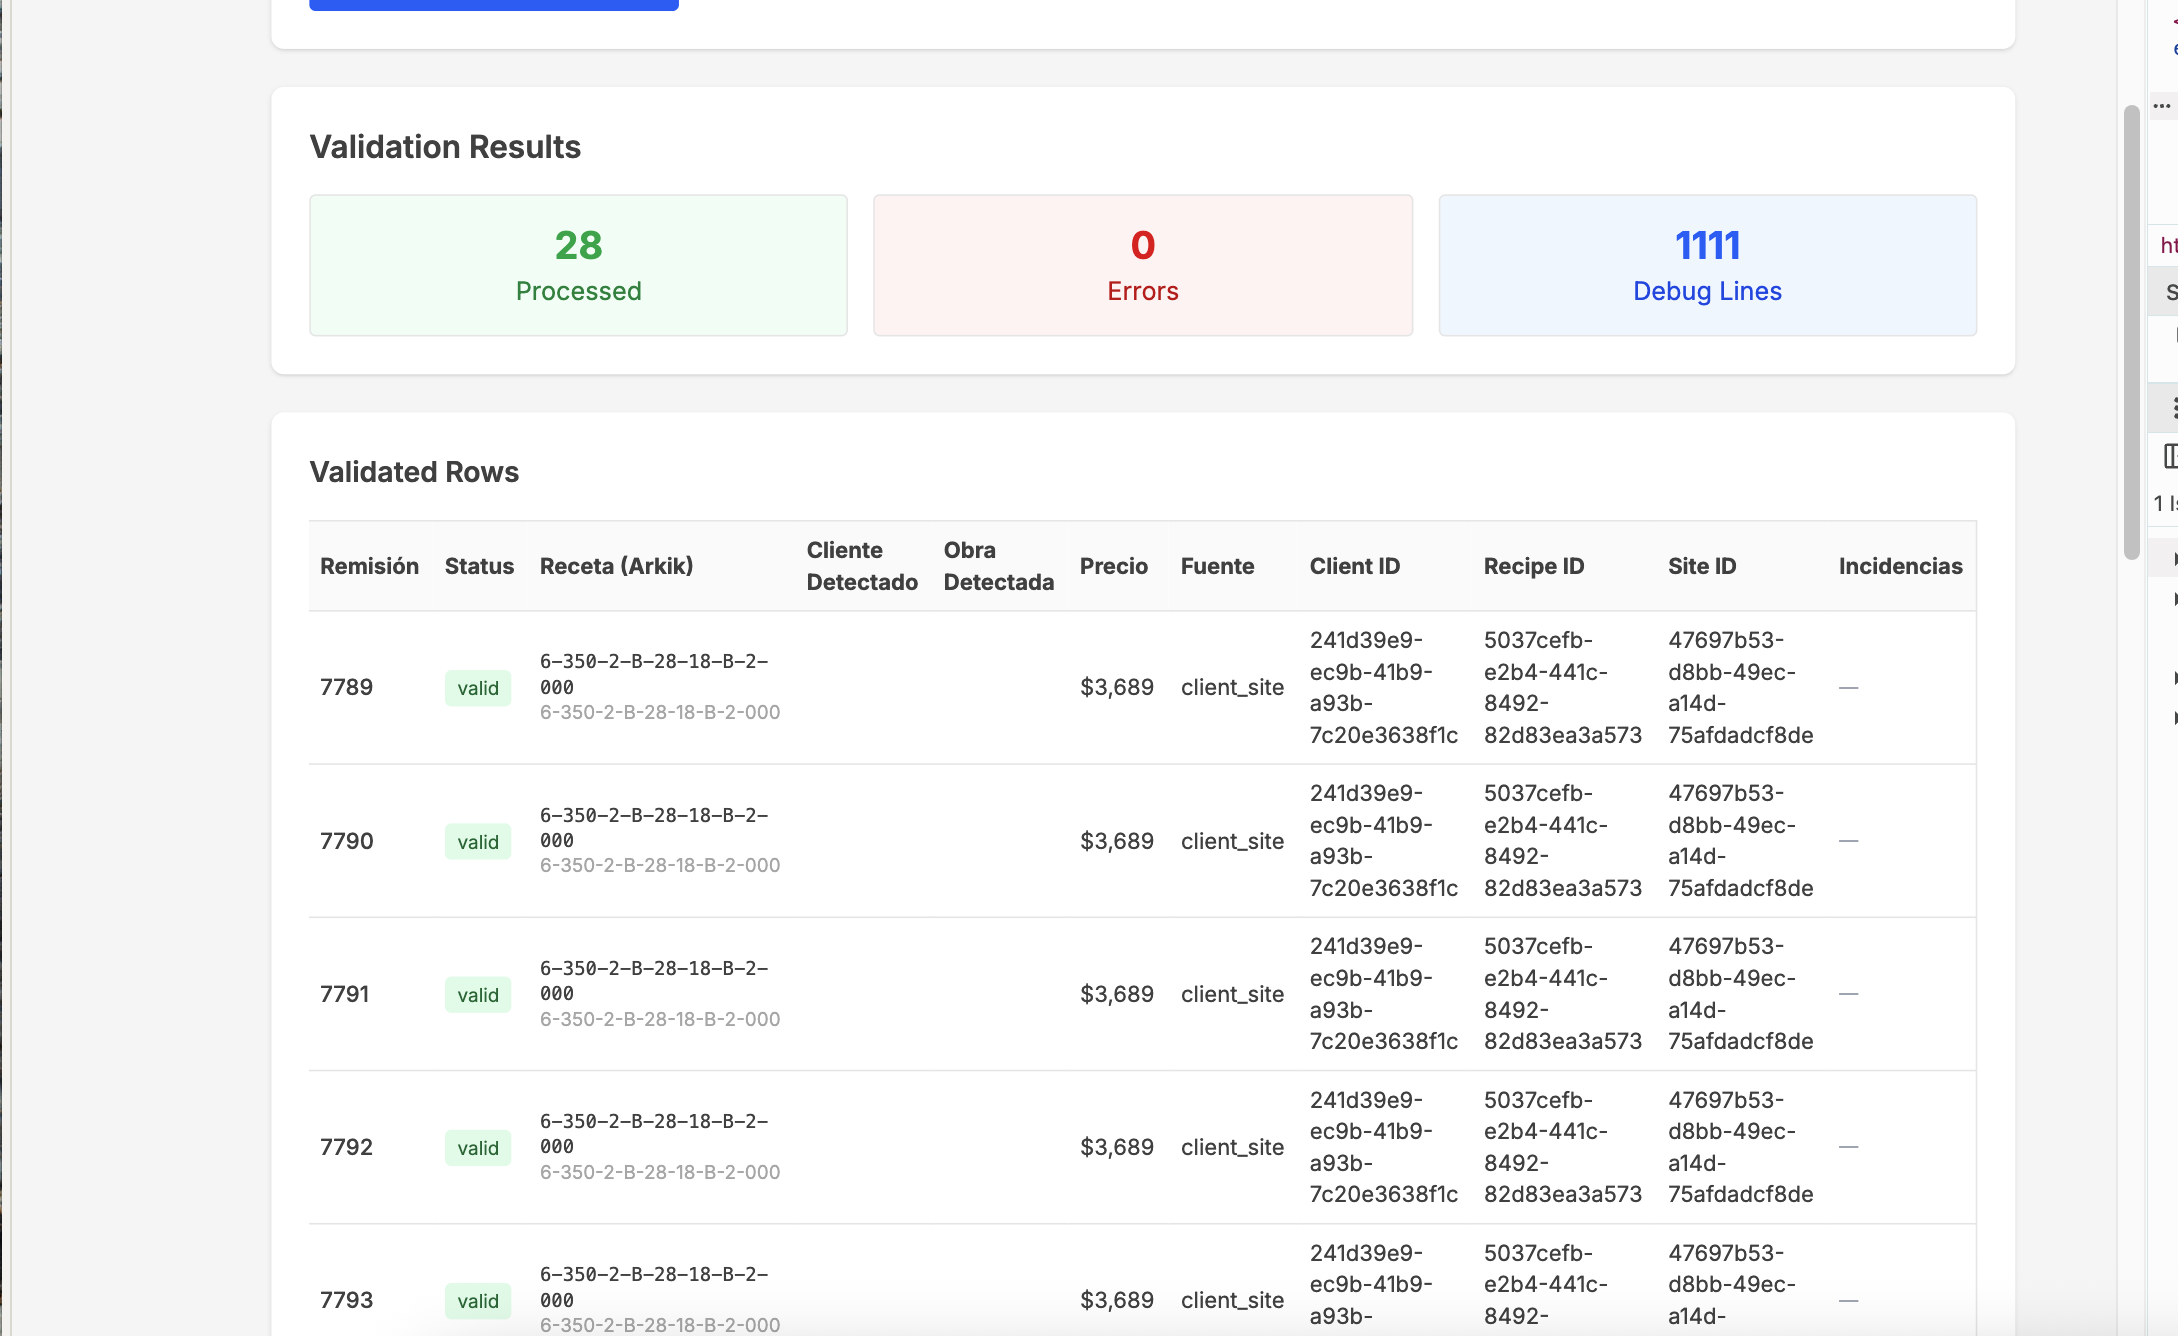 Validation Results
28
Processed
0
Errors
1111
Debug Lines
Validated Rows
Remisión Status Receta (Arkik) Cliente Detectado Obra Detectada Precio Fuente Client ID Recipe ID Site ID Incidencias
7789 valid 6-350-2-B-28-18-B-2-000 6-350-2-B-28-18-B-2-000 $3,689 client_site 241d39e9-ec9b-41b9-a93b-7c20e3638f1c 5037cefb-e2b4-441c-8492-82d83ea3a573 47697b53-d8bb-49ec-a14d-75afdadcf8de —
7790 valid 6-350-2-B-28-18-B-2-000 6-350-2-B-28-18-B-2-000 $3,689 client_site 241d39e9-ec9b-41b9-a93b-7c20e3638f1c 5037cefb-e2b4-441c-8492-82d83ea3a573 47697b53-d8bb-49ec-a14d-75afdadcf8de —
7791 valid 6-350-2-B-28-18-B-2-000 6-350-2-B-28-18-B-2-000 $3,689 client_site 241d39e9-ec9b-41b9-a93b-7c20e3638f1c 5037cefb-e2b4-441c-8492-82d83ea3a573 47697b53-d8bb-49ec-a14d-75afdadcf8de —
7792 valid 6-350-2-B-28-18-B-2-000 6-350-2-B-28-18-B-2-000 $3,689 client_site 241d39e9-ec9b-41b9-a93b-7c20e3638f1c 5037cefb-e2b4-441c-8492-82d83ea3a573 47697b53-d8bb-49ec-a14d-75afdadcf8de —
7793 valid 6-350-2-B-28-18-B-2-000 6-350-2-B-28-18-B-2-000 $3,689 client_site 241d39e9-ec9b-41b9-a93b- 5037cefb-e2b4-441c-8492- 47697b53-d8bb-49ec-a14d- —